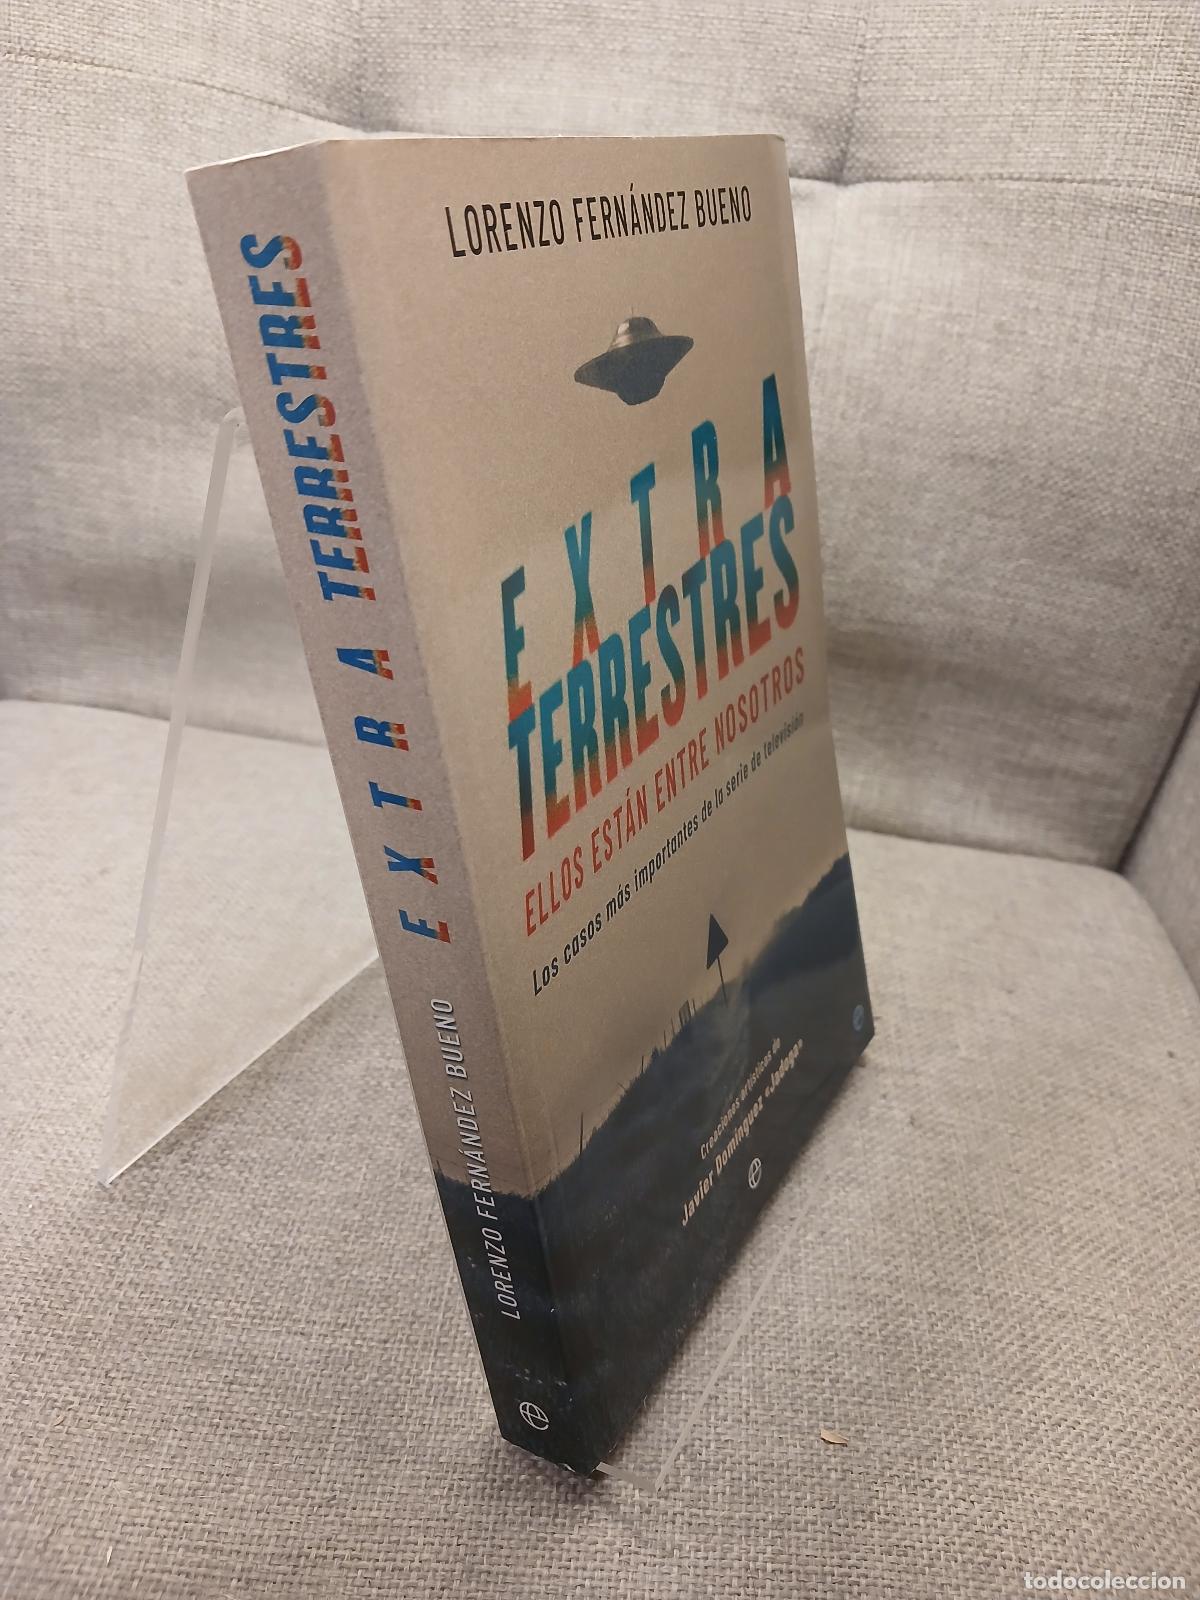 LORENZO FERNÁNDEZ BUENO
EXTRA
TERRESTRES
ELLOS ESTÁN ENTRE NOSOTROS
Los casos más importantes de la serie de televisión
Creaciones artísticas de
Javier Domínguez «Jadoga»
LORENZO FERNÁNDEZ BUENO EXTRA TERRESTRES
todocoleccion